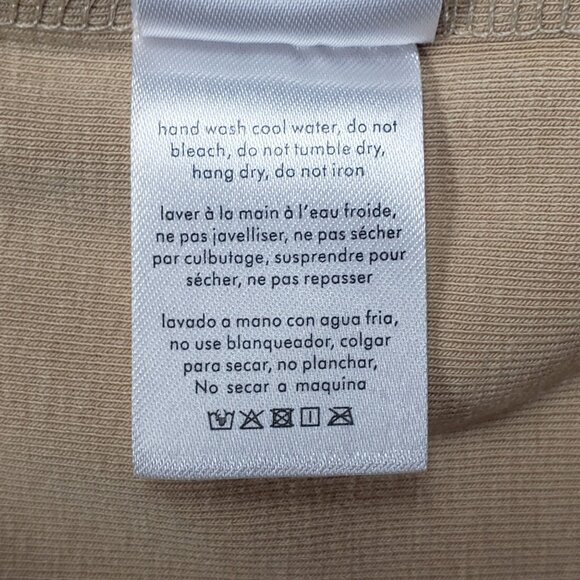 hand wash cool water, do not
bleach, do not tumble dry,
hang dry, do not iron
laver à la main à l'eau froide,
ne pas javelliser, ne pas sécher
par culbutage, susprendre pour
sécher, ne pas repasser
lavado a mano con agua fria,
no use blanqueador, colgar
para secar, no planchar,
No secar a maquina